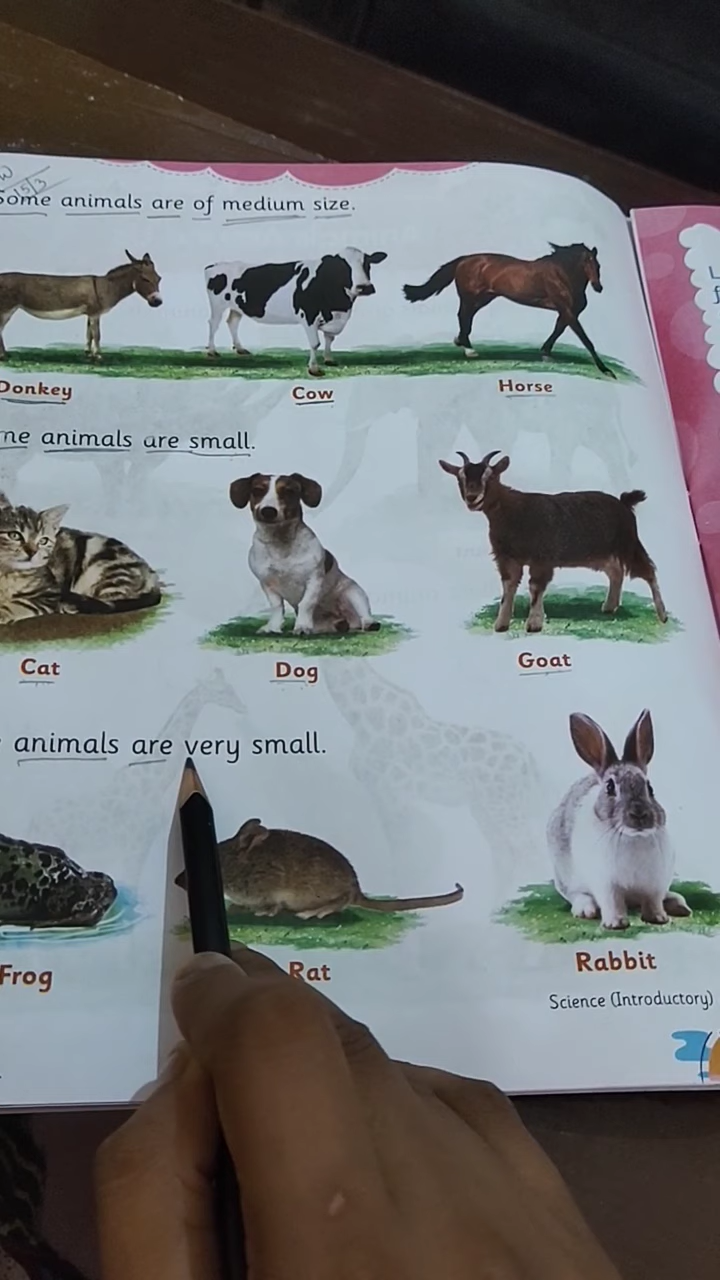 Some animals are of medium size.
Donkey Cow Horse
me animals are small.
Cat Dog Goat
animals are very small.
Frog Rat Rabbit
Science (Introductory)